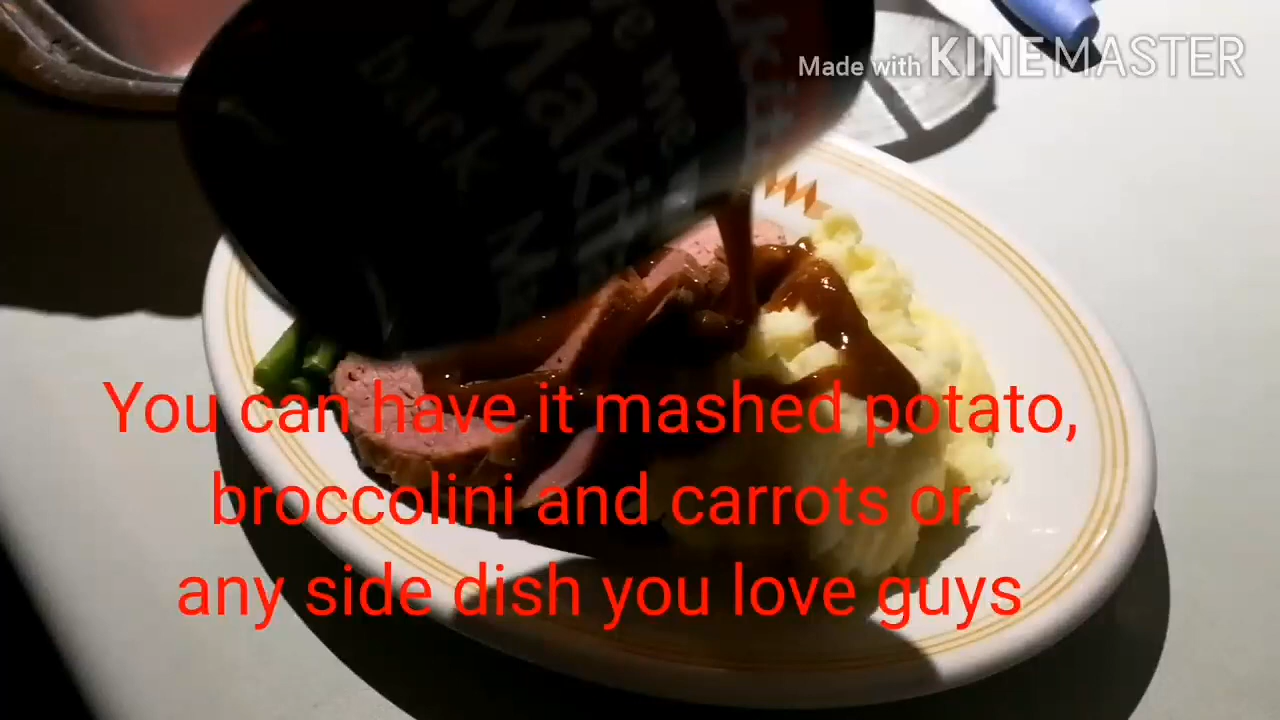 Made with KINEMASTER
back
You can have it mashed potato,
broccolini and carrots or
any side dish you love guys